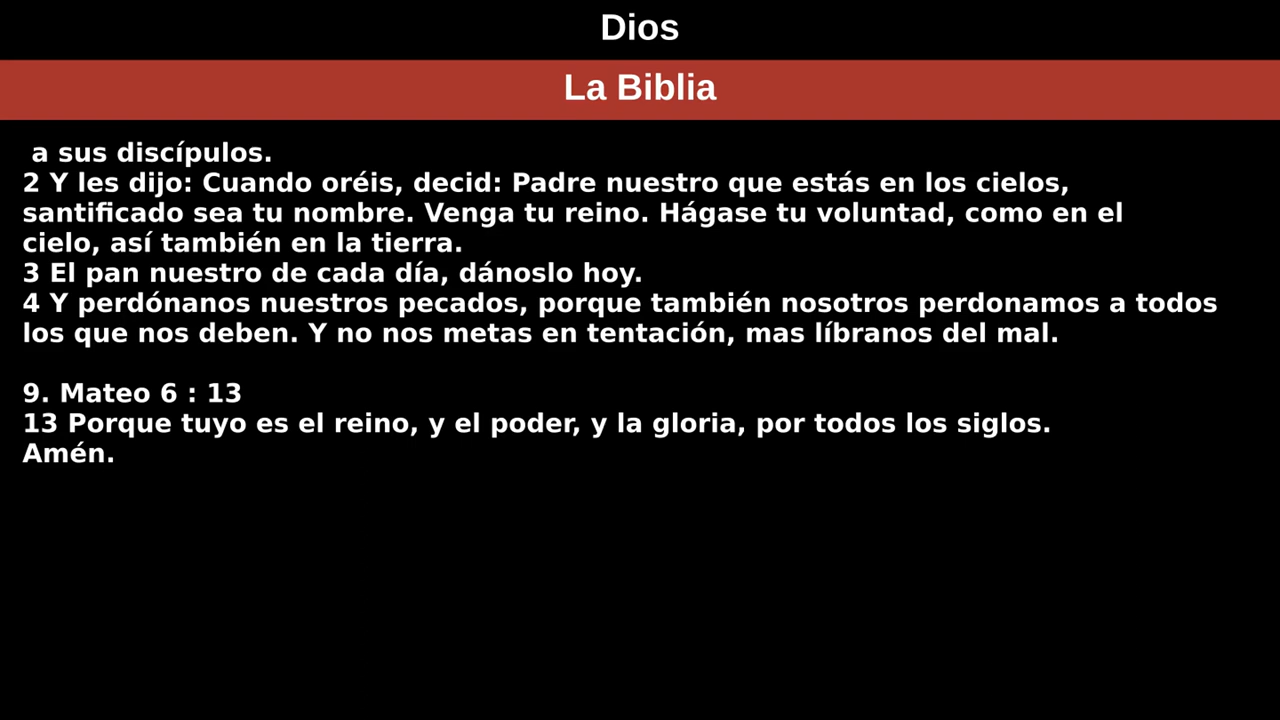 Dios
La Biblia
a sus discípulos.
2 Y les dijo: Cuando oréis, decid: Padre nuestro que estás en los cielos,
santificado sea tu nombre. Venga tu reino. Hágase tu voluntad, como en el
cielo, así también en la tierra.
3 El pan nuestro de cada día, dánoslo hoy.
4 Y perdónanos nuestros pecados, porque también nosotros perdonamos a todos
los que nos deben. Y no nos metas en tentación, mas líbranos del mal.
9. Mateo 6 : 13
13 Porque tuyo es el reino, y el poder, y la gloria, por todos los siglos.
Amén.